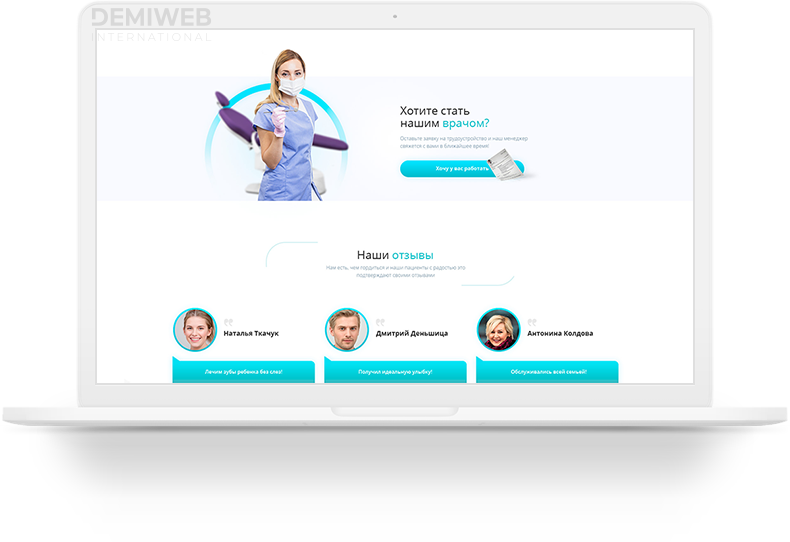 DEMIWEB
INTERNATIONAL
Хотите стать
нашим врачом?
Оставьте заявку на трудоустройство и наш менеджер
свяжется с вами в ближайшее время!
Хочу у вас работать
Наши отзывы
Нам есть, чем гордиться и наши пациенты с радостью это
подтверждают своими отзывами
Наталья Ткачук
Дмитрий Деньшица
Антонина Колдова
Лечим зубы ребенка без слез!
Получил идеальную улыбку!
Обслуживались всей семьей!